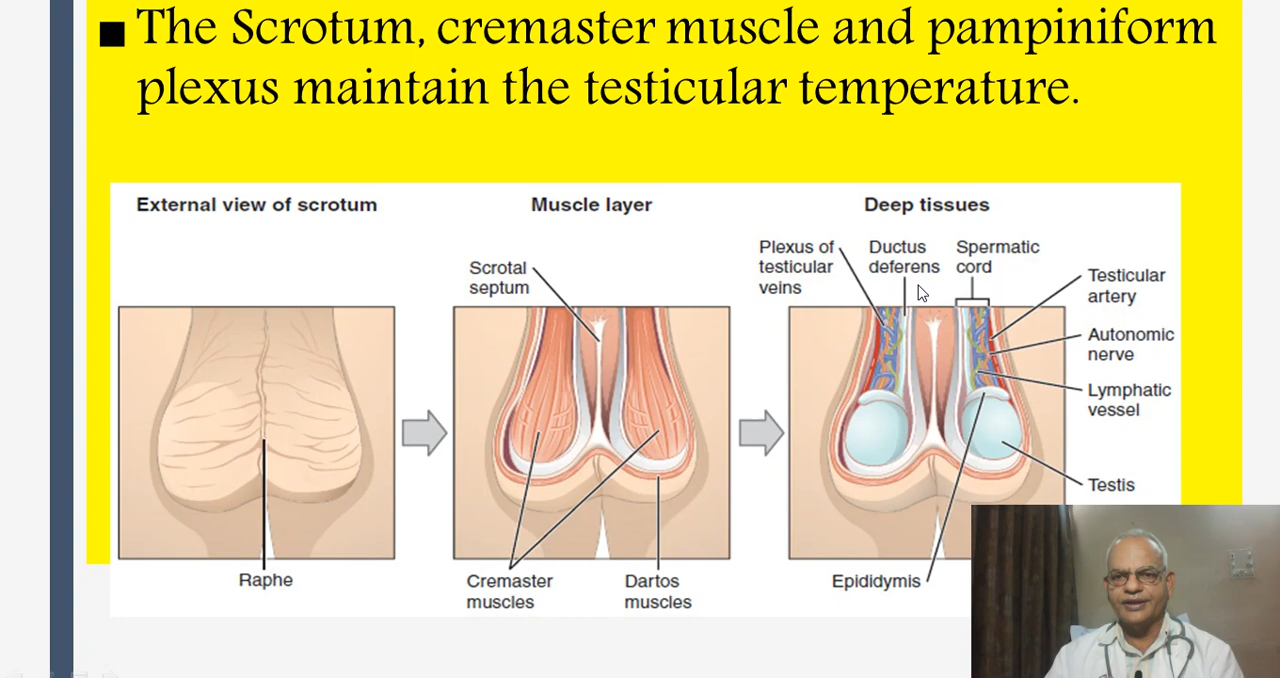 The Scrotum, cremaster muscle and pampiniform
plexus maintain the testicular temperature.
External view of scrotum
Muscle layer
Deep tissues
Scrotal
septum
Plexus of
testicular
veins
Ductus
deferens
Spermatic
cord
Testicular
artery
Autonomic
nerve
Lymphatic
vessel
Testis
Raphe
Cremaster
muscles
Dartos
muscles
Epididymis